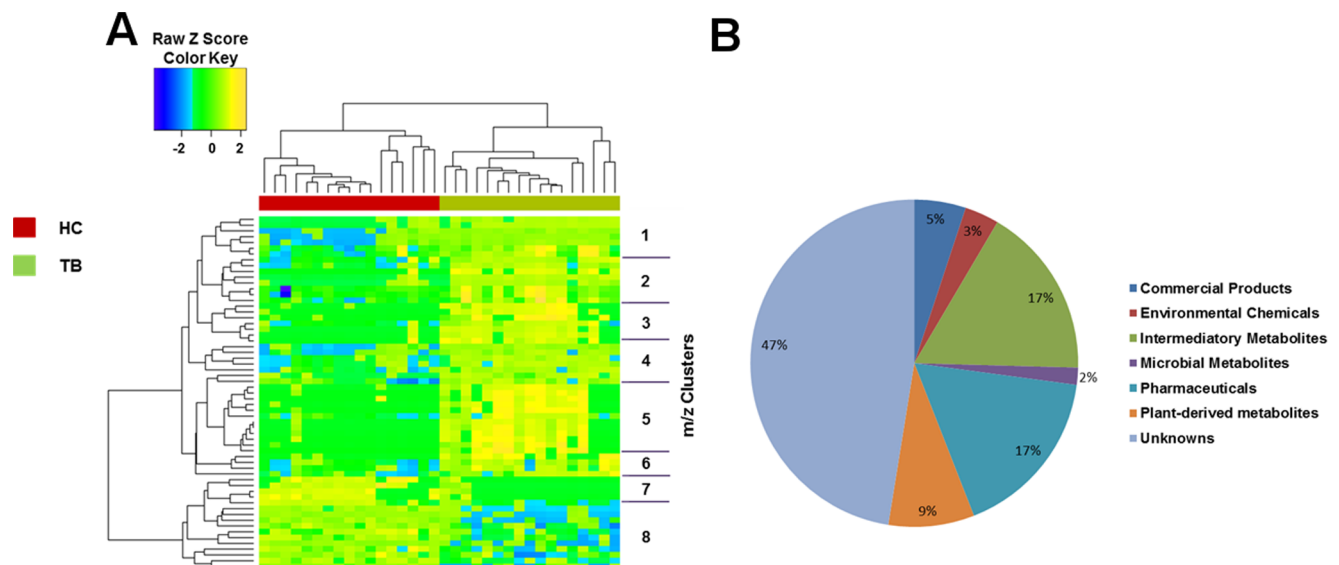 A
Raw Z Score
Color Key
-2 0 2
HC
TB
1
2
3
4
5
6
7
8
m/z Clusters
B
5%
3%
17%
2%
17%
9%
47%
Commercial Products
Environmental Chemicals
Intermediatory Metabolites
Microbial Metabolites
Pharmaceuticals
Plant-derived metabolites
Unknowns